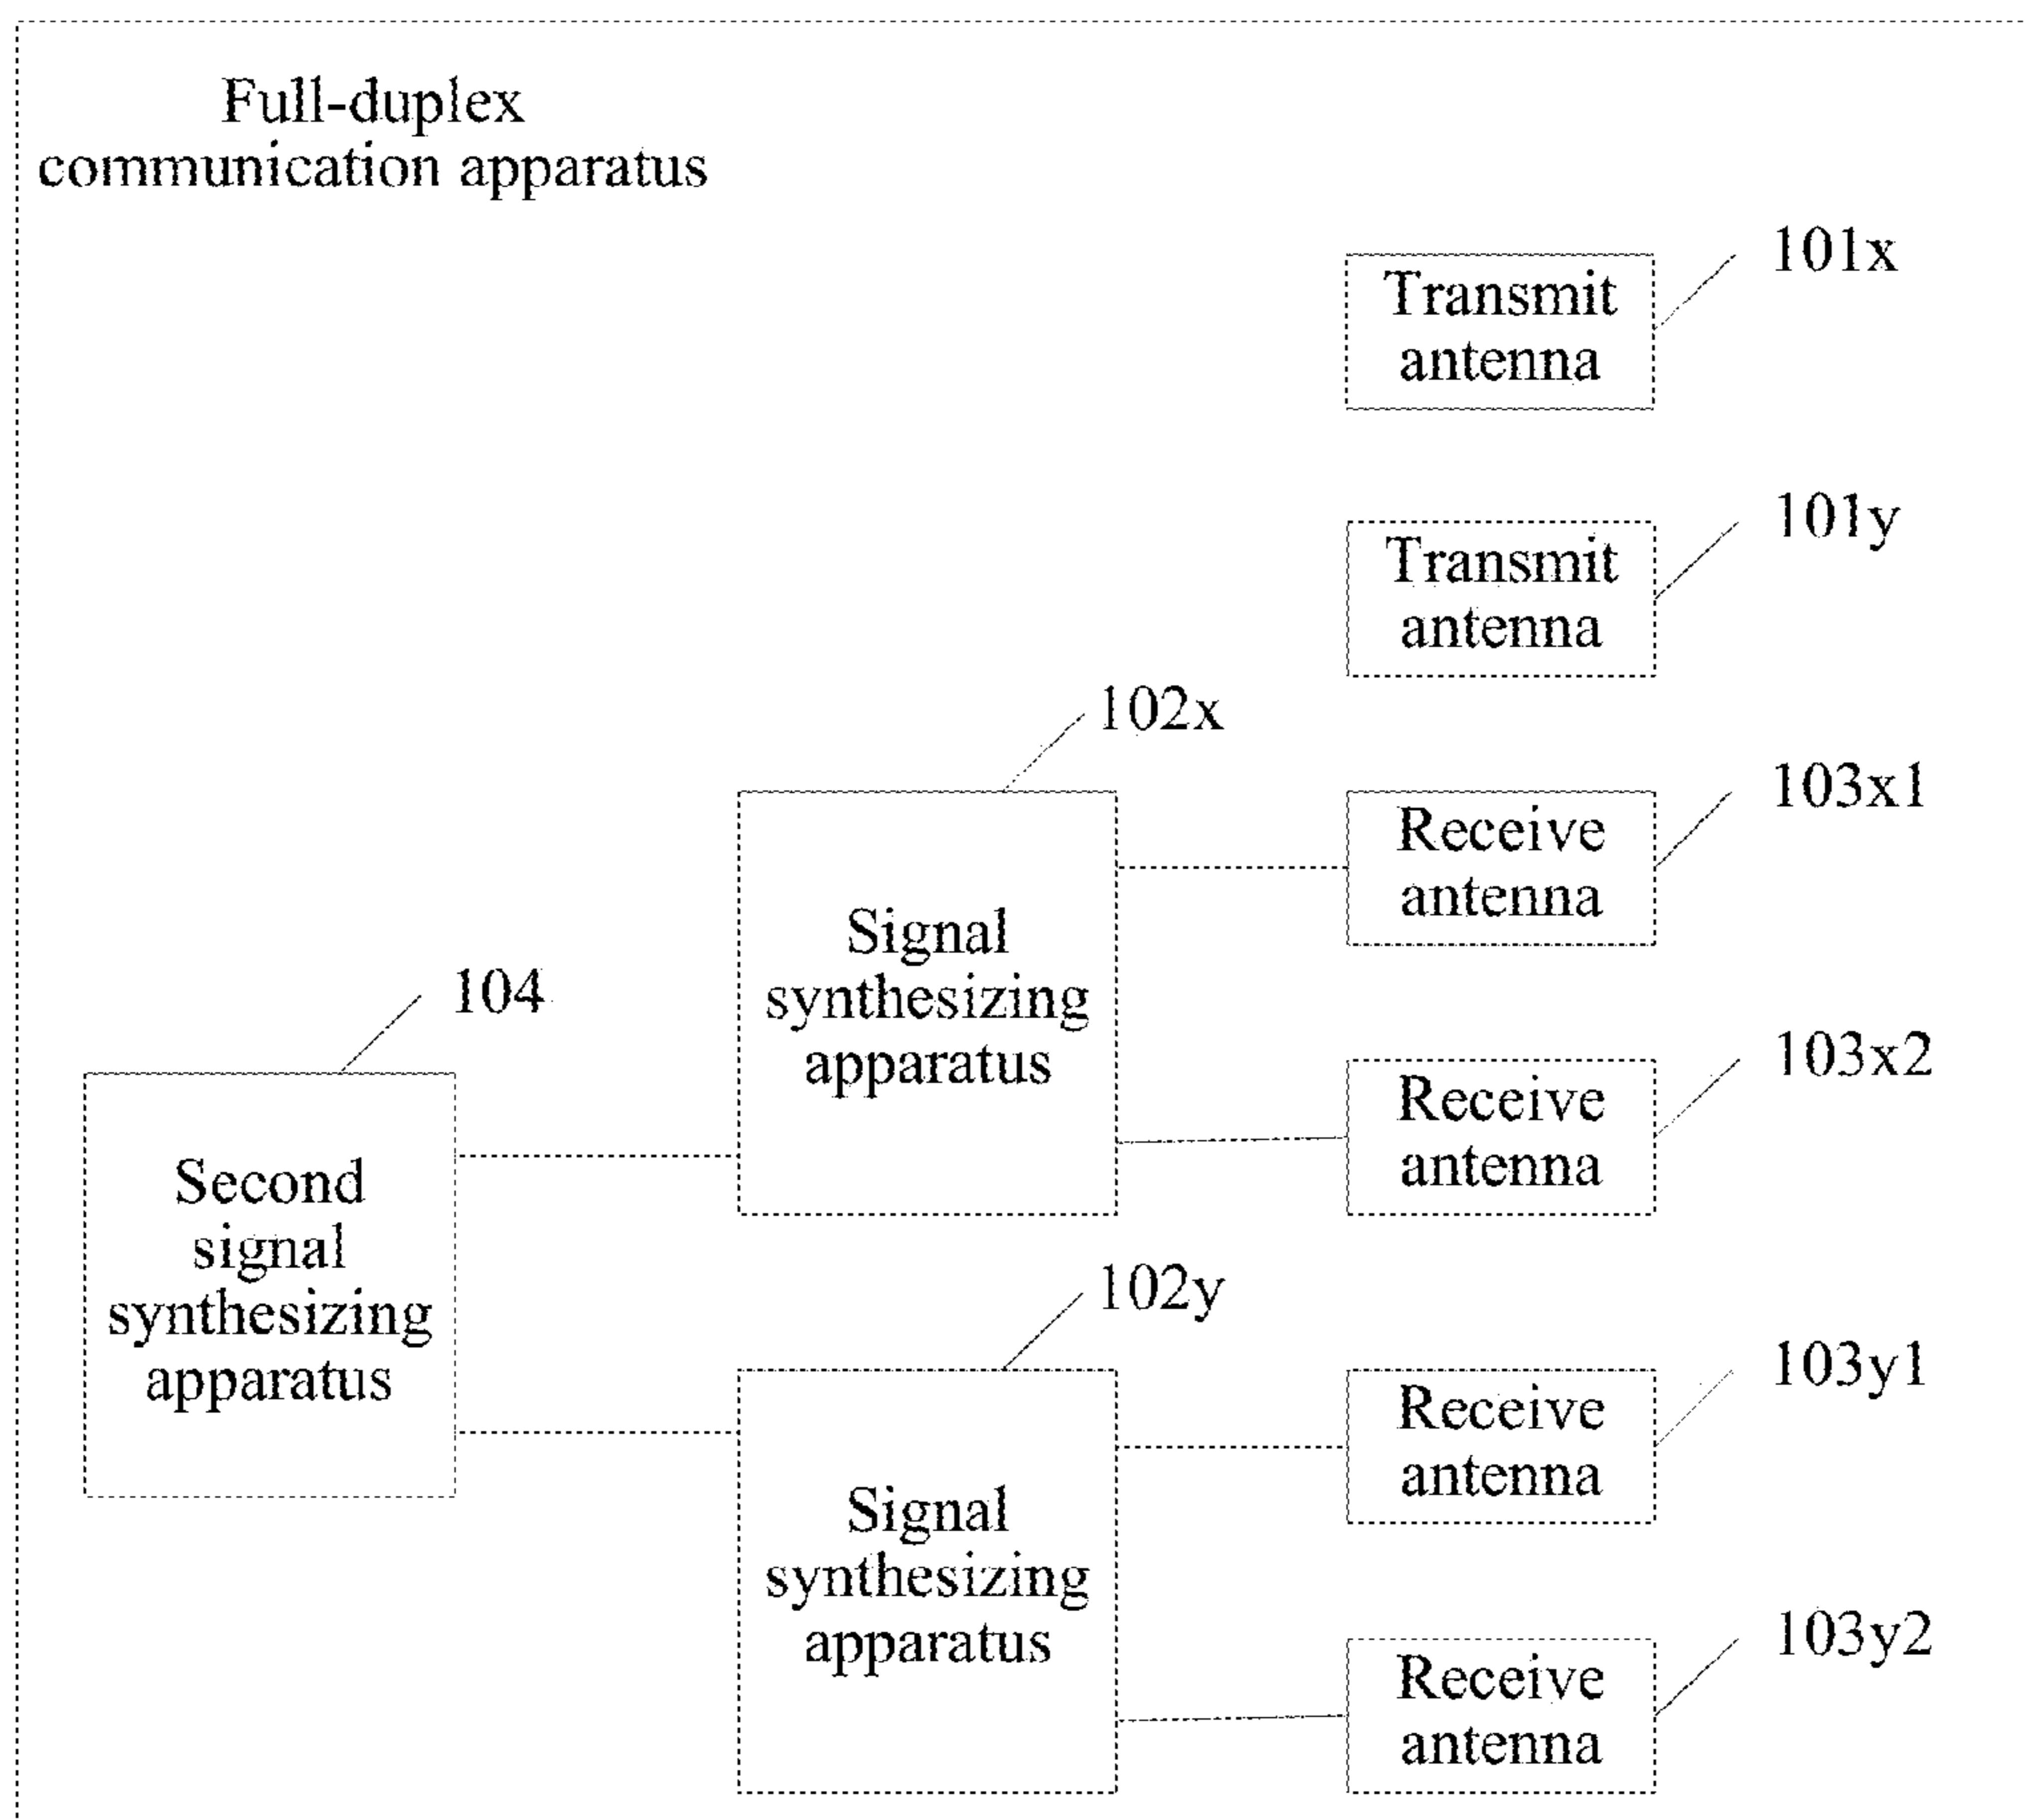 Full-duplex
communication apparatus
101x
Transmit
antenna
101y
Transmit
antenna
102x
103x1
Receive
antenna
Signal
synthesizing
apparatus
104
103x2
Receive
antenna
Second
signal
synthesizing
apparatus
102y
103y1
Receive
antenna
Signal
synthesizing
apparatus
103y2
Receive
antenna